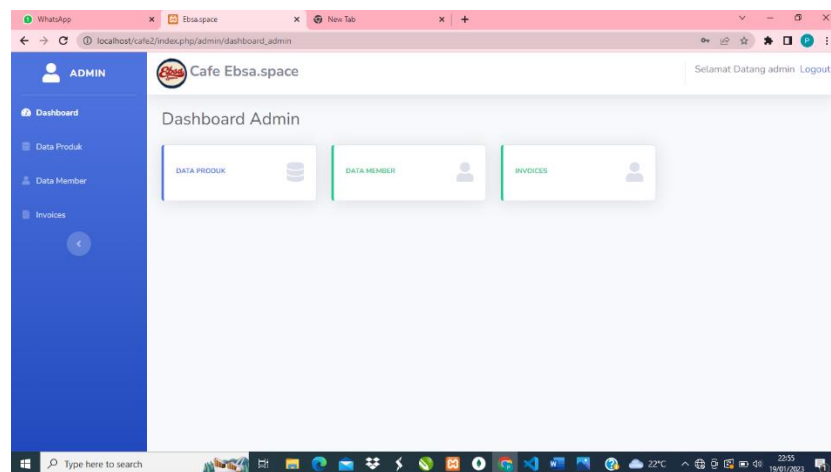 WhatsApp
Ebsa.space
New Tab
localhost/cafe2/index.php/admin/dashboard_admin
ADMIN
Ebsa
Cafe Ebsa.space
Selamat Datang admin Logout
Dashboard
Data Produk
Data Member
Invoices
Dashboard Admin
DATA PRODUK
DATA MEMBER
INVOICES
Type here to search
22°C
22:55
19/01/2023